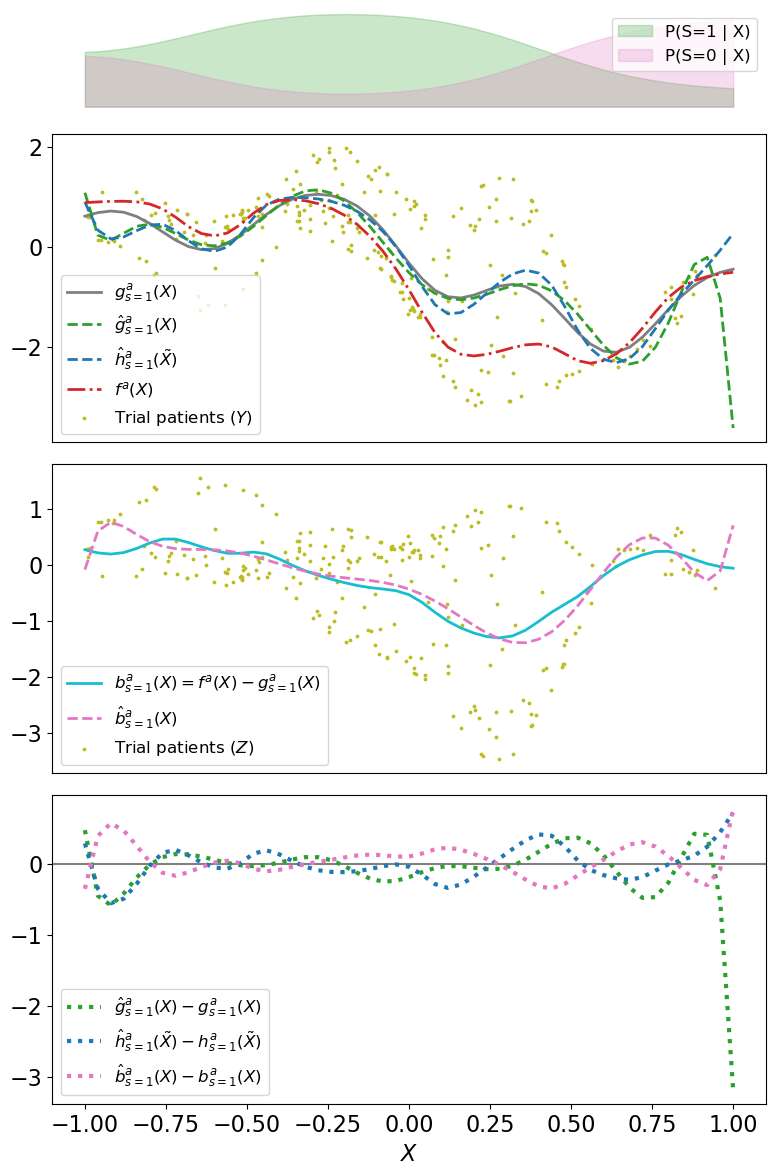 P(S=1 | X)
P(S=0 | X)
2
0
−2
g^a_{s=1}(X)
ĝ^a_{s=1}(X)
ĥ^a_{s=1}(X̃)
f^a(X)
Trial patients (Y)
1
0
−1
−2
−3
b^a_{s=1}(X) = f^a(X) − g^a_{s=1}(X)
b̂^a_{s=1}(X)
Trial patients (Z)
0
−1
−2
−3
ĝ^a_{s=1}(X) − g^a_{s=1}(X)
ĥ^a_{s=1}(X̃) − h^a_{s=1}(X̃)
b̂^a_{s=1}(X) − b^a_{s=1}(X)
−1.00 −0.75 −0.50 −0.25 0.00 0.25 0.50 0.75 1.00
X